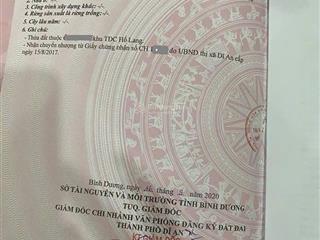 3. Công trình xây dựng khác: -/-.
4. Rừng sản xuất là rừng trồng: -/-.
5. Cây lâu năm: -/-.
6. Ghi chú:
- Thửa đất thuộc khu TDC Hố Lang.
- Nhận chuyển nhượng từ Giấy chứng nhận số CH do UBND thị xã Dĩ An cấp
ngày 15/8/2017.
Bình Dương, ngày tháng năm 2020
SỞ TÀI NGUYÊN VÀ MÔI TRƯỜNG TỈNH BÌNH DƯƠNG
TUQ. GIÁM ĐỐC
GIÁM ĐỐC CHI NHÁNH VĂN PHÒNG ĐĂNG KÝ ĐẤT ĐAI
THÀNH PHỐ DĨ AN